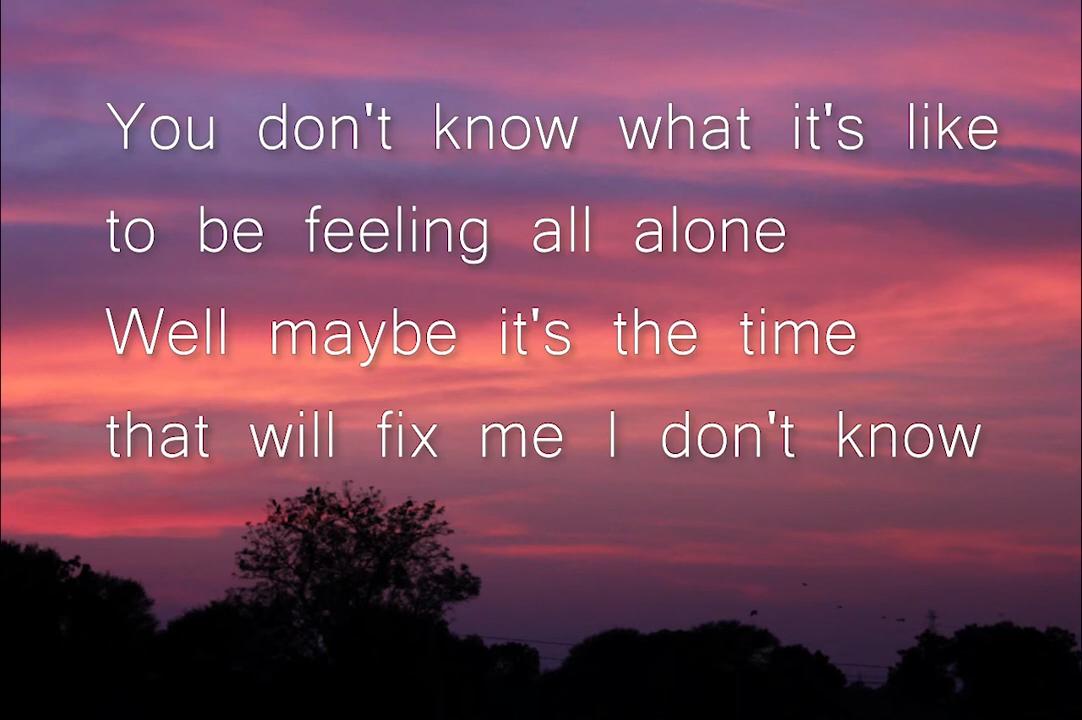 You don't know what it's like
to be feeling all alone
Well maybe it's the time
that will fix me I don't know